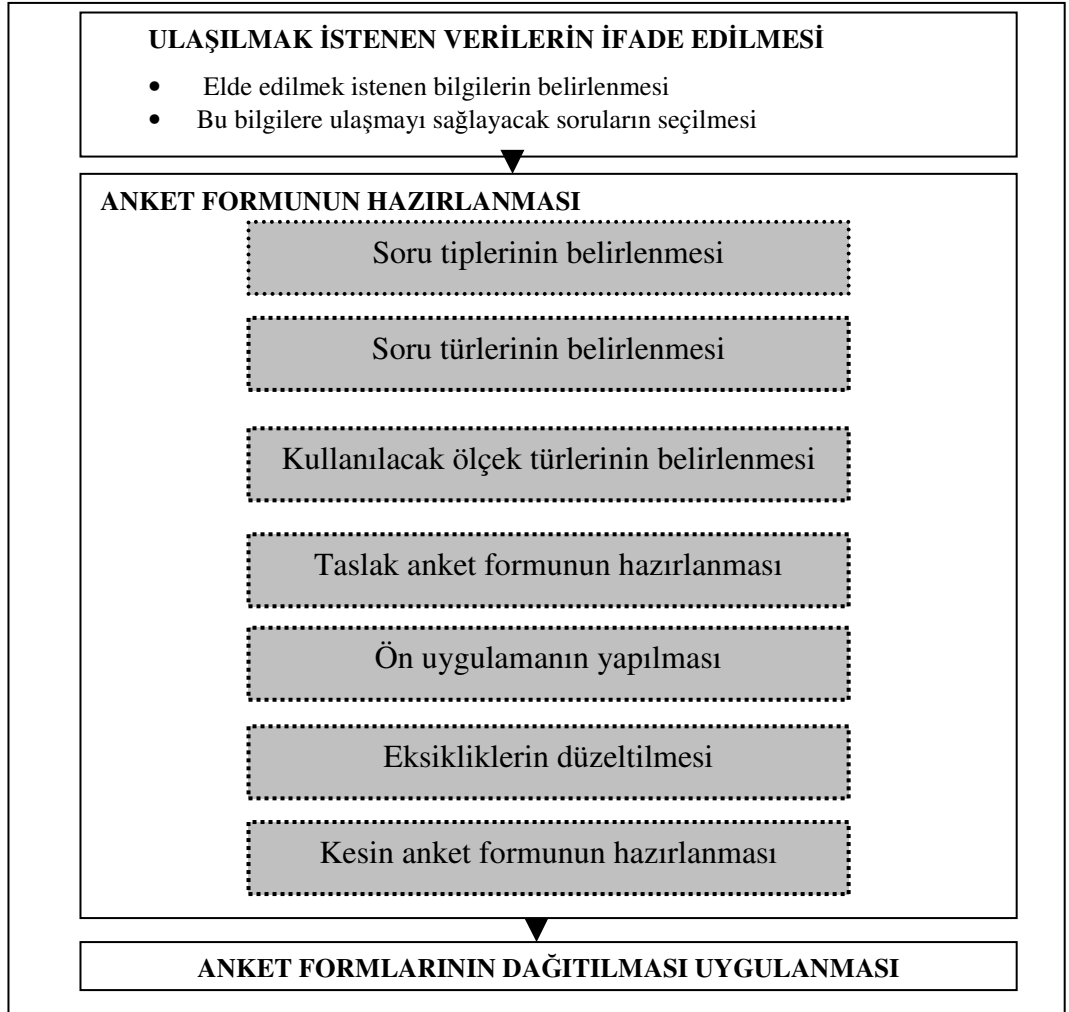 ULAŞILMAK İSTENEN VERİLERİN İFADE EDİLMESİ
• Elde edilmek istenen bilgilerin belirlenmesi
• Bu bilgilere ulaşmayı sağlayacak soruların seçilmesi
ANKET FORMUNUN HAZIRLANMASI
Soru tiplerinin belirlenmesi
Soru türlerinin belirlenmesi
Kullanılacak ölçek türlerinin belirlenmesi
Taslak anket formunun hazırlanması
Ön uygulamanın yapılması
Eksikliklerin düzeltilmesi
Kesin anket formunun hazırlanması
ANKET FORMLARININ DAĞITILMASI UYGULANMASI